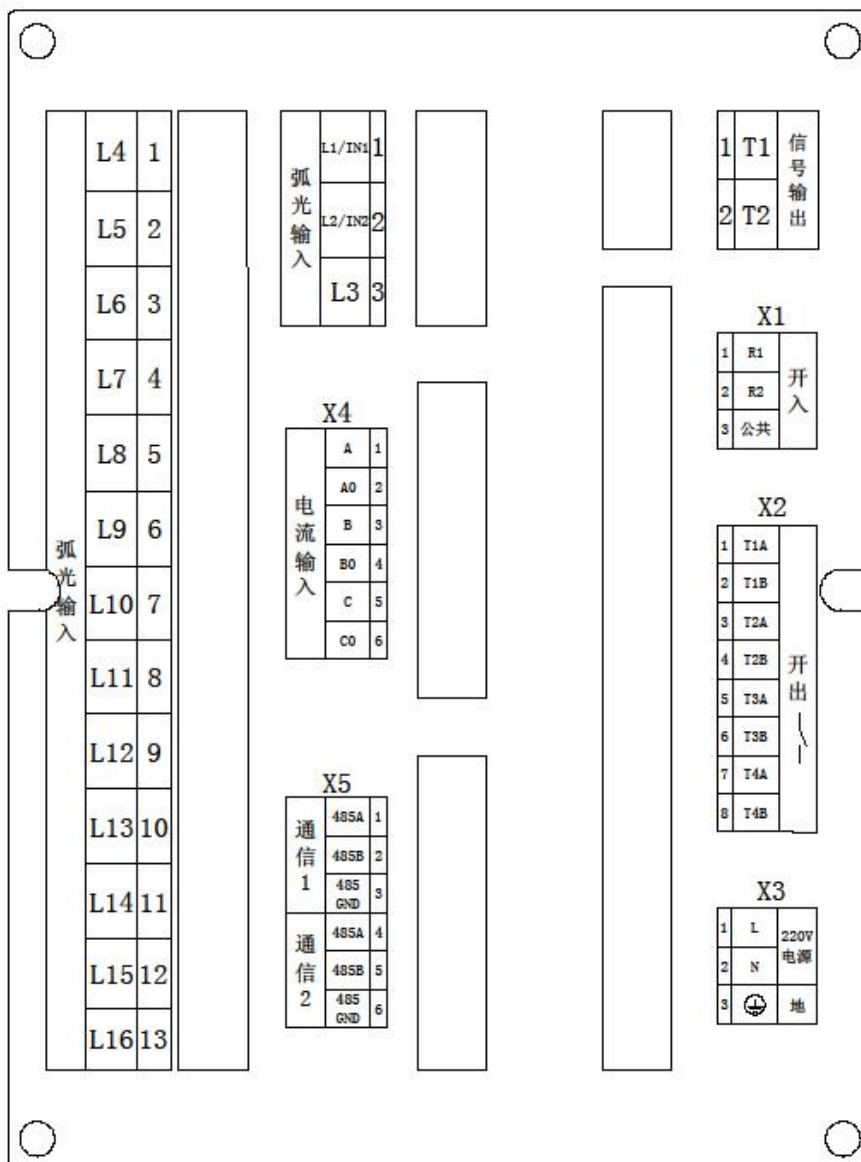 弧光输入
L4 1
L5 2
L6 3
L7 4
L8 5
L9 6
L10 7
L11 8
L12 9
L13 10
L14 11
L15 12
L16 13
弧光输入
L1/IN1 1
L2/IN2 2
L3 3
X4
电流输入
A 1
A0 2
B 3
B0 4
C 5
C0 6
X5
通信1
485A 1
485B 2
485
GND 3
通信2
485A 4
485B 5
485
GND 6
1 T1
2 T2
信号输出
X1
1 R1
2 R2
3 公共
开入
X2
1 T1A
2 T1B
3 T2A
4 T2B
5 T3A
6 T3B
7 T4A
8 T4B
开出
X3
1 L
2 N
220V
电源
3 地